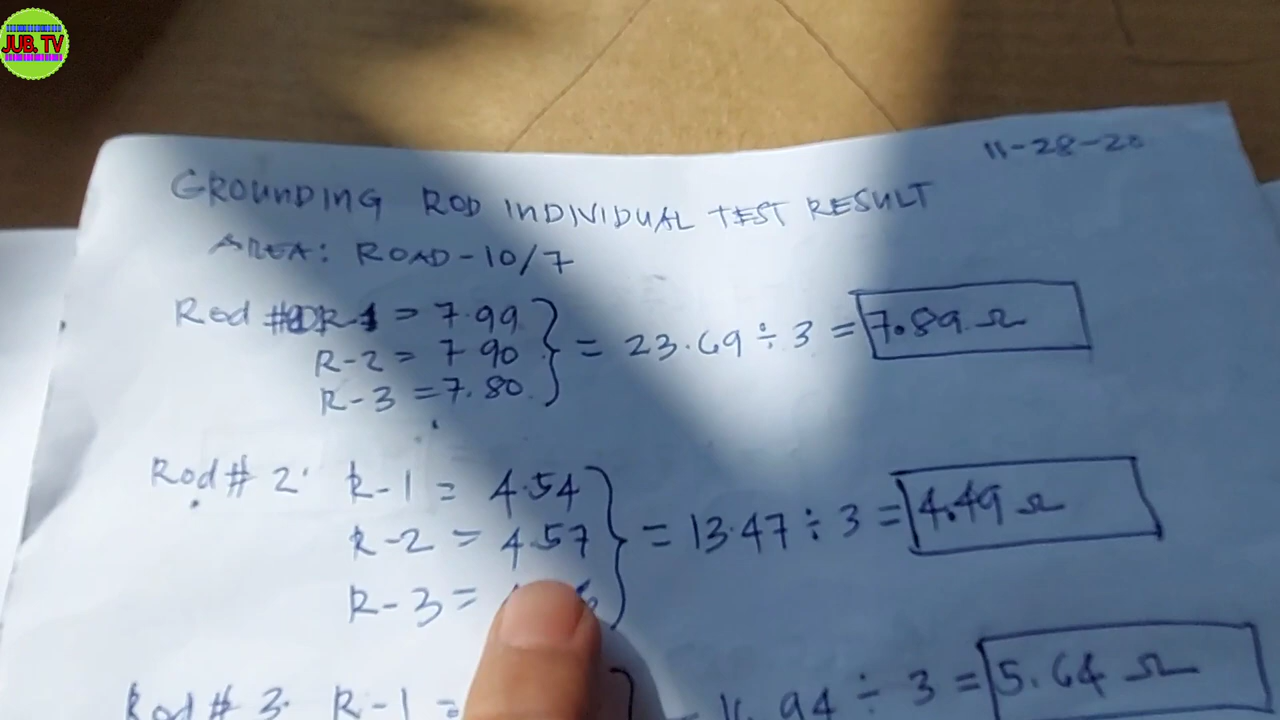 JUB.TV
11-28-20
GROUNDING ROD INDIVIDUAL TEST RESULT
AREA: ROAD-10/7
Rod # R-1 = 7.99
R-2 = 7 90 = 23.69 ÷ 3 = 7.89 Ω
R-3 = 7.80
Rod # 2. R-1 = 4.54
R-2 = 4.57 = 13.47 ÷ 3 = 4.49 Ω
R-3 =
Rod # 3. R-1 = 16.94 ÷ 3 = 5.64 Ω